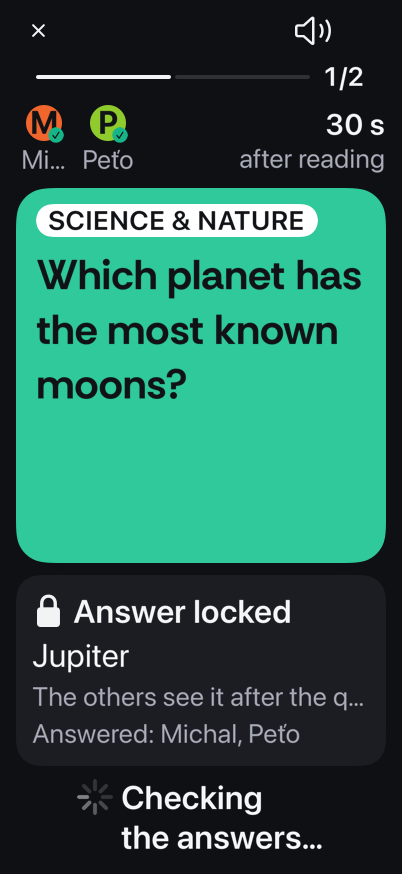 1/2
M P
Mi... Peťo
30 s
after reading
SCIENCE & NATURE
Which planet has
the most known
moons?
Answer locked
Jupiter
The others see it after the q...
Answered: Michal, Peťo
Checking
the answers...